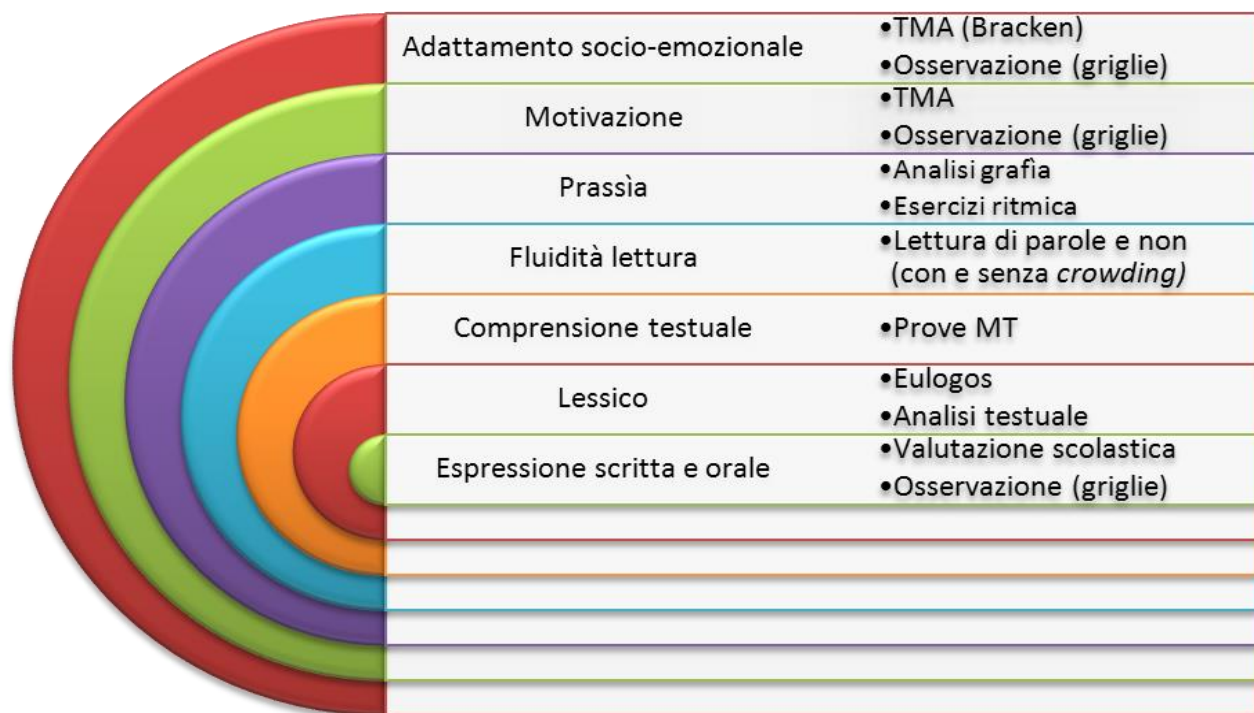 Adattamento socio-emozionale
•TMA (Bracken)
•Osservazione (griglie)
Motivazione
•TMA
•Osservazione (griglie)
Prassìa
•Analisi grafìa
•Esercizi ritmica
Fluidità lettura
•Lettura di parole e non
(con e senza crowding)
Comprensione testuale
•Prove MT
Lessico
•Eulogos
•Analisi testuale
Espressione scritta e orale
•Valutazione scolastica
•Osservazione (griglie)